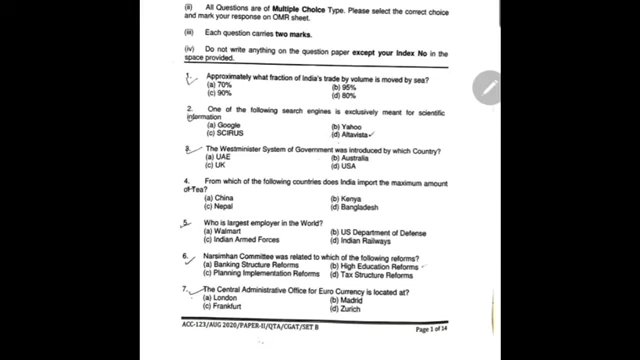 (ii) All Questions are of Multiple Choice Type. Please select the correct choice
and mark your response on OMR sheet.
(iii) Each question carries two marks.
(iv) Do not write anything on the question paper except your Index No in the
space provided.
1. Approximately what fraction of India's trade by volume is moved by sea?
(a) 70% (b) 95%
(c) 90% (d) 80%
2. One of the following search engines is exclusively meant for scientific
information
(a) Google (b) Yahoo
(c) SCIRUS (d) Altavista
3. The Westminister System of Government was introduced by which Country?
(a) UAE (b) Australia
(c) UK (d) USA
4. From which of the following countries does India import the maximum amount
of Tea?
(a) China (b) Kenya
(c) Nepal (d) Bangladesh
5. Who is largest employer in the World?
(a) Walmart (b) US Department of Defense
(c) Indian Armed Forces (d) Indian Railways
6. Narsimhan Committee was related to which of the following reforms?
(a) Banking Structure Reforms (b) High Education Reforms
(c) Planning Implementation Reforms (d) Tax Structure Reforms
7. The Central Administrative Office for Euro Currency is located at?
(a) London (b) Madrid
(c) Frankfurt (d) Zurich
ACC-123/AUG 2020/PAPER-II/QTA/CGAT/SET B Page 1 of 14